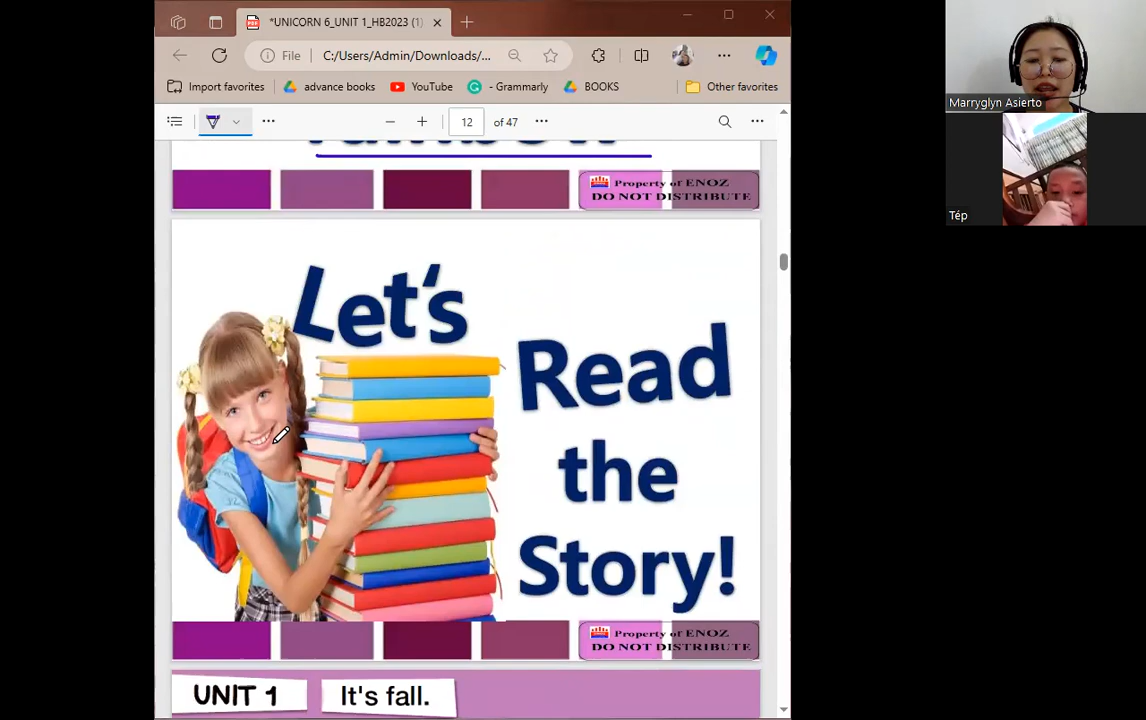 *UNICORN 6_UNIT 1_HB2023 (1)
File
C:/Users/Admin/Downloads/...
Import favorites
advance books
YouTube
- Grammarly
BOOKS
Other favorites
12
of 47
Property of ENOZ
DO NOT DISTRIBUTE
Let's
Read
the
Story!
Property of ENOZ
DO NOT DISTRIBUTE
UNIT 1
It's fall.
Marryglyn Asierto
Tép